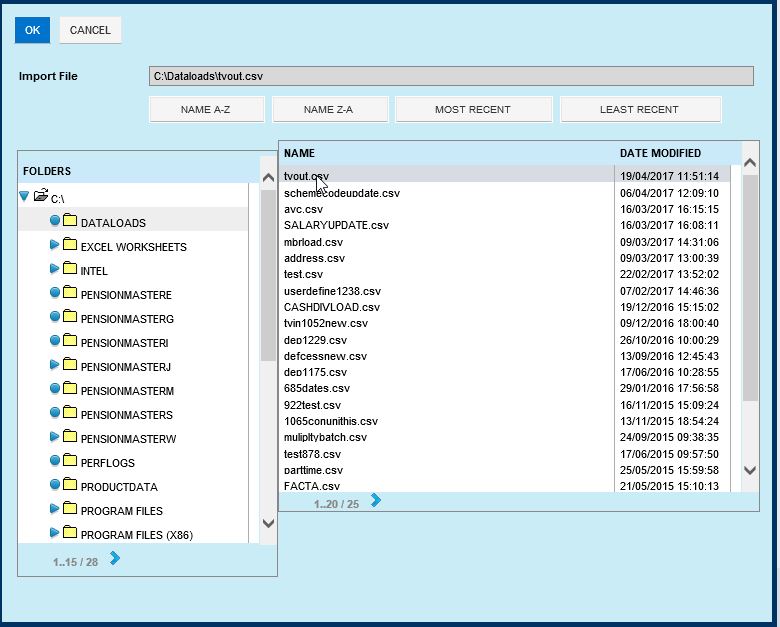 OK CANCEL
Import File C:\Dataloads\tvout.csv
NAME A-Z NAME Z-A MOST RECENT LEAST RECENT
FOLDERS
C:\
DATALOADS
EXCEL WORKSHEETS
INTEL
PENSIONMASTERE
PENSIONMASTERG
PENSIONMASTERI
PENSIONMASTERJ
PENSIONMASTERM
PENSIONMASTERS
PENSIONMASTERW
PERFLOGS
PRODUCTDATA
PROGRAM FILES
PROGRAM FILES (X86)
1..15 / 28
NAME DATE MODIFIED
tvout.csv 19/04/2017 11:51:14
schemecodeupdate.csv 06/04/2017 12:09:10
avc.csv 16/03/2017 16:15:15
SALARYUPDATE.csv 16/03/2017 16:08:11
mbrload.csv 09/03/2017 14:31:06
address.csv 09/03/2017 13:00:39
test.csv 22/02/2017 13:52:02
userdefine1238.csv 07/02/2017 14:46:36
CASHDIVLOAD.csv 19/12/2016 15:15:02
tvin1052new.csv 09/12/2016 18:00:40
dep1229.csv 26/10/2016 10:00:29
defcessnew.csv 13/09/2016 12:45:43
dep1175.csv 17/06/2016 10:28:55
685dates.csv 29/01/2016 17:56:58
922test.csv 16/11/2015 15:09:24
1065conunithis.csv 13/11/2015 18:54:24
mulipltybatch.csv 24/09/2015 09:38:35
test878.csv 17/06/2015 09:57:50
parttime.csv 25/05/2015 15:59:58
FACTA.csv 21/05/2015 15:10:13
1..20 / 25